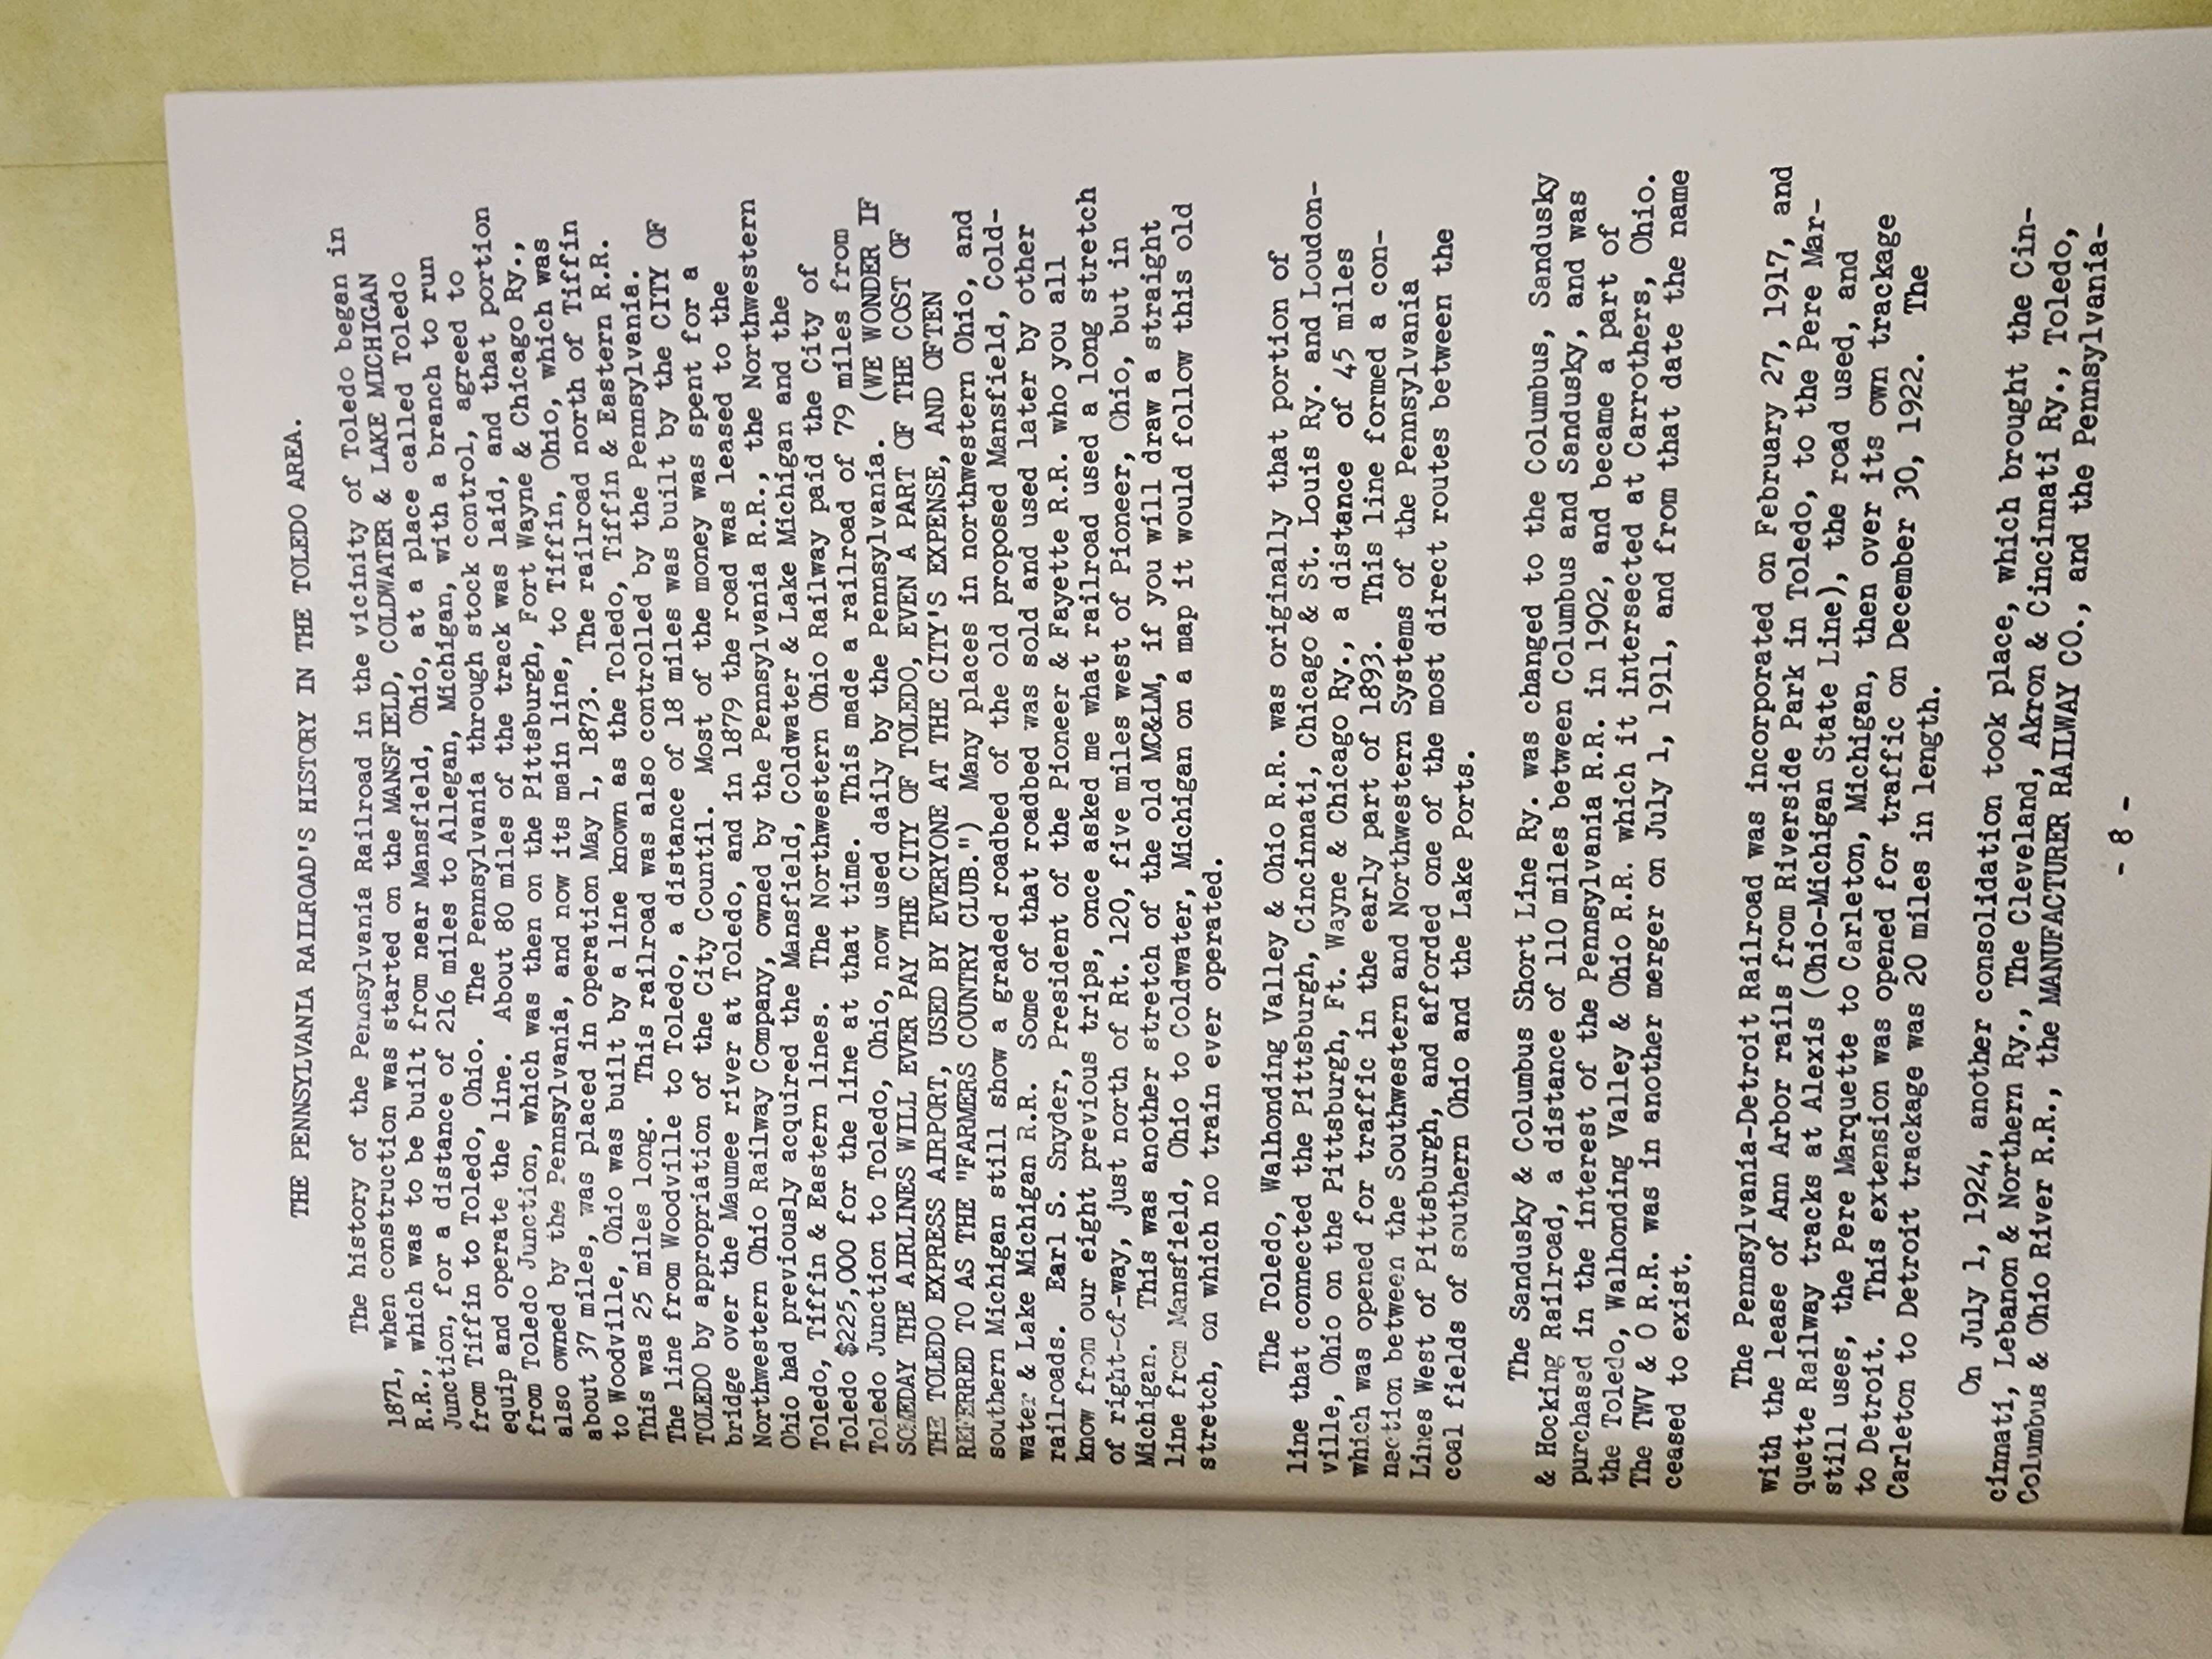 THE PENNSYLVANIA RAILROAD'S HISTORY IN THE TOLEDO AREA.
The history of the Pennsylvania Railroad in the vicinity of Toledo began in
1871, when construction was started on the MANSFIELD, COLDWATER & LAKE MICHIGAN
R.R., which was to be built from near Mansfield, Ohio, at a place called Toledo
Junction, for a distance of 216 miles to Allegan, Michigan, with a branch to run
from Tiffin to Toledo, Ohio.  The Pennsylvania through stock control, agreed to
equip and operate the line.  About 80 miles of the track was laid, and that portion
from Toledo Junction, which was then on the Pittsburgh, Fort Wayne & Chicago Ry.,
also owned by the Pennsylvania, and now its main line, to Tiffin, Ohio, which was
about 37 miles, was placed in operation May 1, 1873.  The railroad north of Tiffin
to Woodville, Ohio was built by a line known as the Toledo, Tiffin & Eastern R.R.
This was 25 miles long.  This railroad was also controlled by the Pennsylvania.
The line from Woodville to Toledo, a distance of 18 miles was built by the CITY OF
TOLEDO by appropriation of the City Council.  Most of the money was spent for a
bridge over the Maumee river at Toledo, and in 1879 the road was leased to the
Northwestern Ohio Railway Company, owned by the Pennsylvania R.R., the Northwestern
Ohio had previously acquired the Mansfield, Coldwater & Lake Michigan and the
Toledo, Tiffin & Eastern lines.  The Northwestern Ohio Railway paid the City of
Toledo $225,000 for the line at that time.  This made a railroad of 79 miles from
Toledo Junction to Toledo, Ohio, now used daily by the Pennsylvania.  (WE WONDER IF
SOMEDAY THE AIRLINES WILL EVER PAY THE CITY OF TOLEDO, EVEN A PART OF THE COST OF
THE TOLEDO EXPRESS AIRPORT, USED BY EVERYONE AT THE CITY'S EXPENSE, AND OFTEN
REFERRED TO AS THE "FARMERS COUNTRY CLUB.")  Many places in northwestern Ohio, and
southern Michigan still show a graded roadbed of the old proposed Mansfield, Cold-
water & Lake Michigan R.R.  Some of that roadbed was sold and used later by other
railroads.  Earl S. Snyder, President of the Pioneer & Fayette R.R. who you all
know from our eight previous trips, once asked me what railroad used a long stretch
of right-of-way, just north of Rt. 120, five miles west of Pioneer, Ohio, but in
Michigan.  This was another stretch of the old MC&LM, if you will draw a straight
line from Mansfield, Ohio to Coldwater, Michigan on a map it would follow this old
stretch, on which no train ever operated.
The Toledo, Walhonding Valley & Ohio R.R. was originally that portion of
line that connected the Pittsburgh, Cincinnati, Chicago & St. Louis Ry. and Loudon-
ville, Ohio on the Pittsburgh, Ft. Wayne & Chicago Ry., a distance of 45 miles
which was opened for traffic in the early part of 1893.  This line formed a con-
nection between the Southwestern and Northwestern Systems of the Pennsylvania
Lines West of Pittsburgh, and afforded one of the most direct routes between the
coal fields of southern Ohio and the Lake Ports.
The Sandusky & Columbus Short Line Ry. was changed to the Columbus, Sandusky
& Hocking Railroad, a distance of 110 miles between Columbus and Sandusky, and was
purchased in the interest of the Pennsylvania R.R. in 1902, and became a part of
the Toledo, Walhonding Valley & Ohio R.R. which it intersected at Carrothers, Ohio.
The TWV & O R.R. was in another merger on July 1, 1911, and from that date the name
ceased to exist.
The Pennsylvania-Detroit Railroad was incorporated on February 27, 1917, and
with the lease of Ann Arbor rails from Riverside Park in Toledo, to the Pere Mar-
quette Railway tracks at Alexis (Ohio-Michigan State Line), the road used, and
still uses, the Pere Marquette to Carleton, Michigan, then over its own trackage
to Detroit.  This extension was opened for traffic on December 30, 1922.  The
Carleton to Detroit trackage was 20 miles in length.
On July 1, 1924, another consolidation took place, which brought the Cin-
cinnati, Lebanon & Northern Ry., The Cleveland, Akron & Cincinnati Ry., Toledo,
Columbus & Ohio River R.R., the MANUFACTURER RAILWAY CO., and the Pennsylvania-
- 8 -